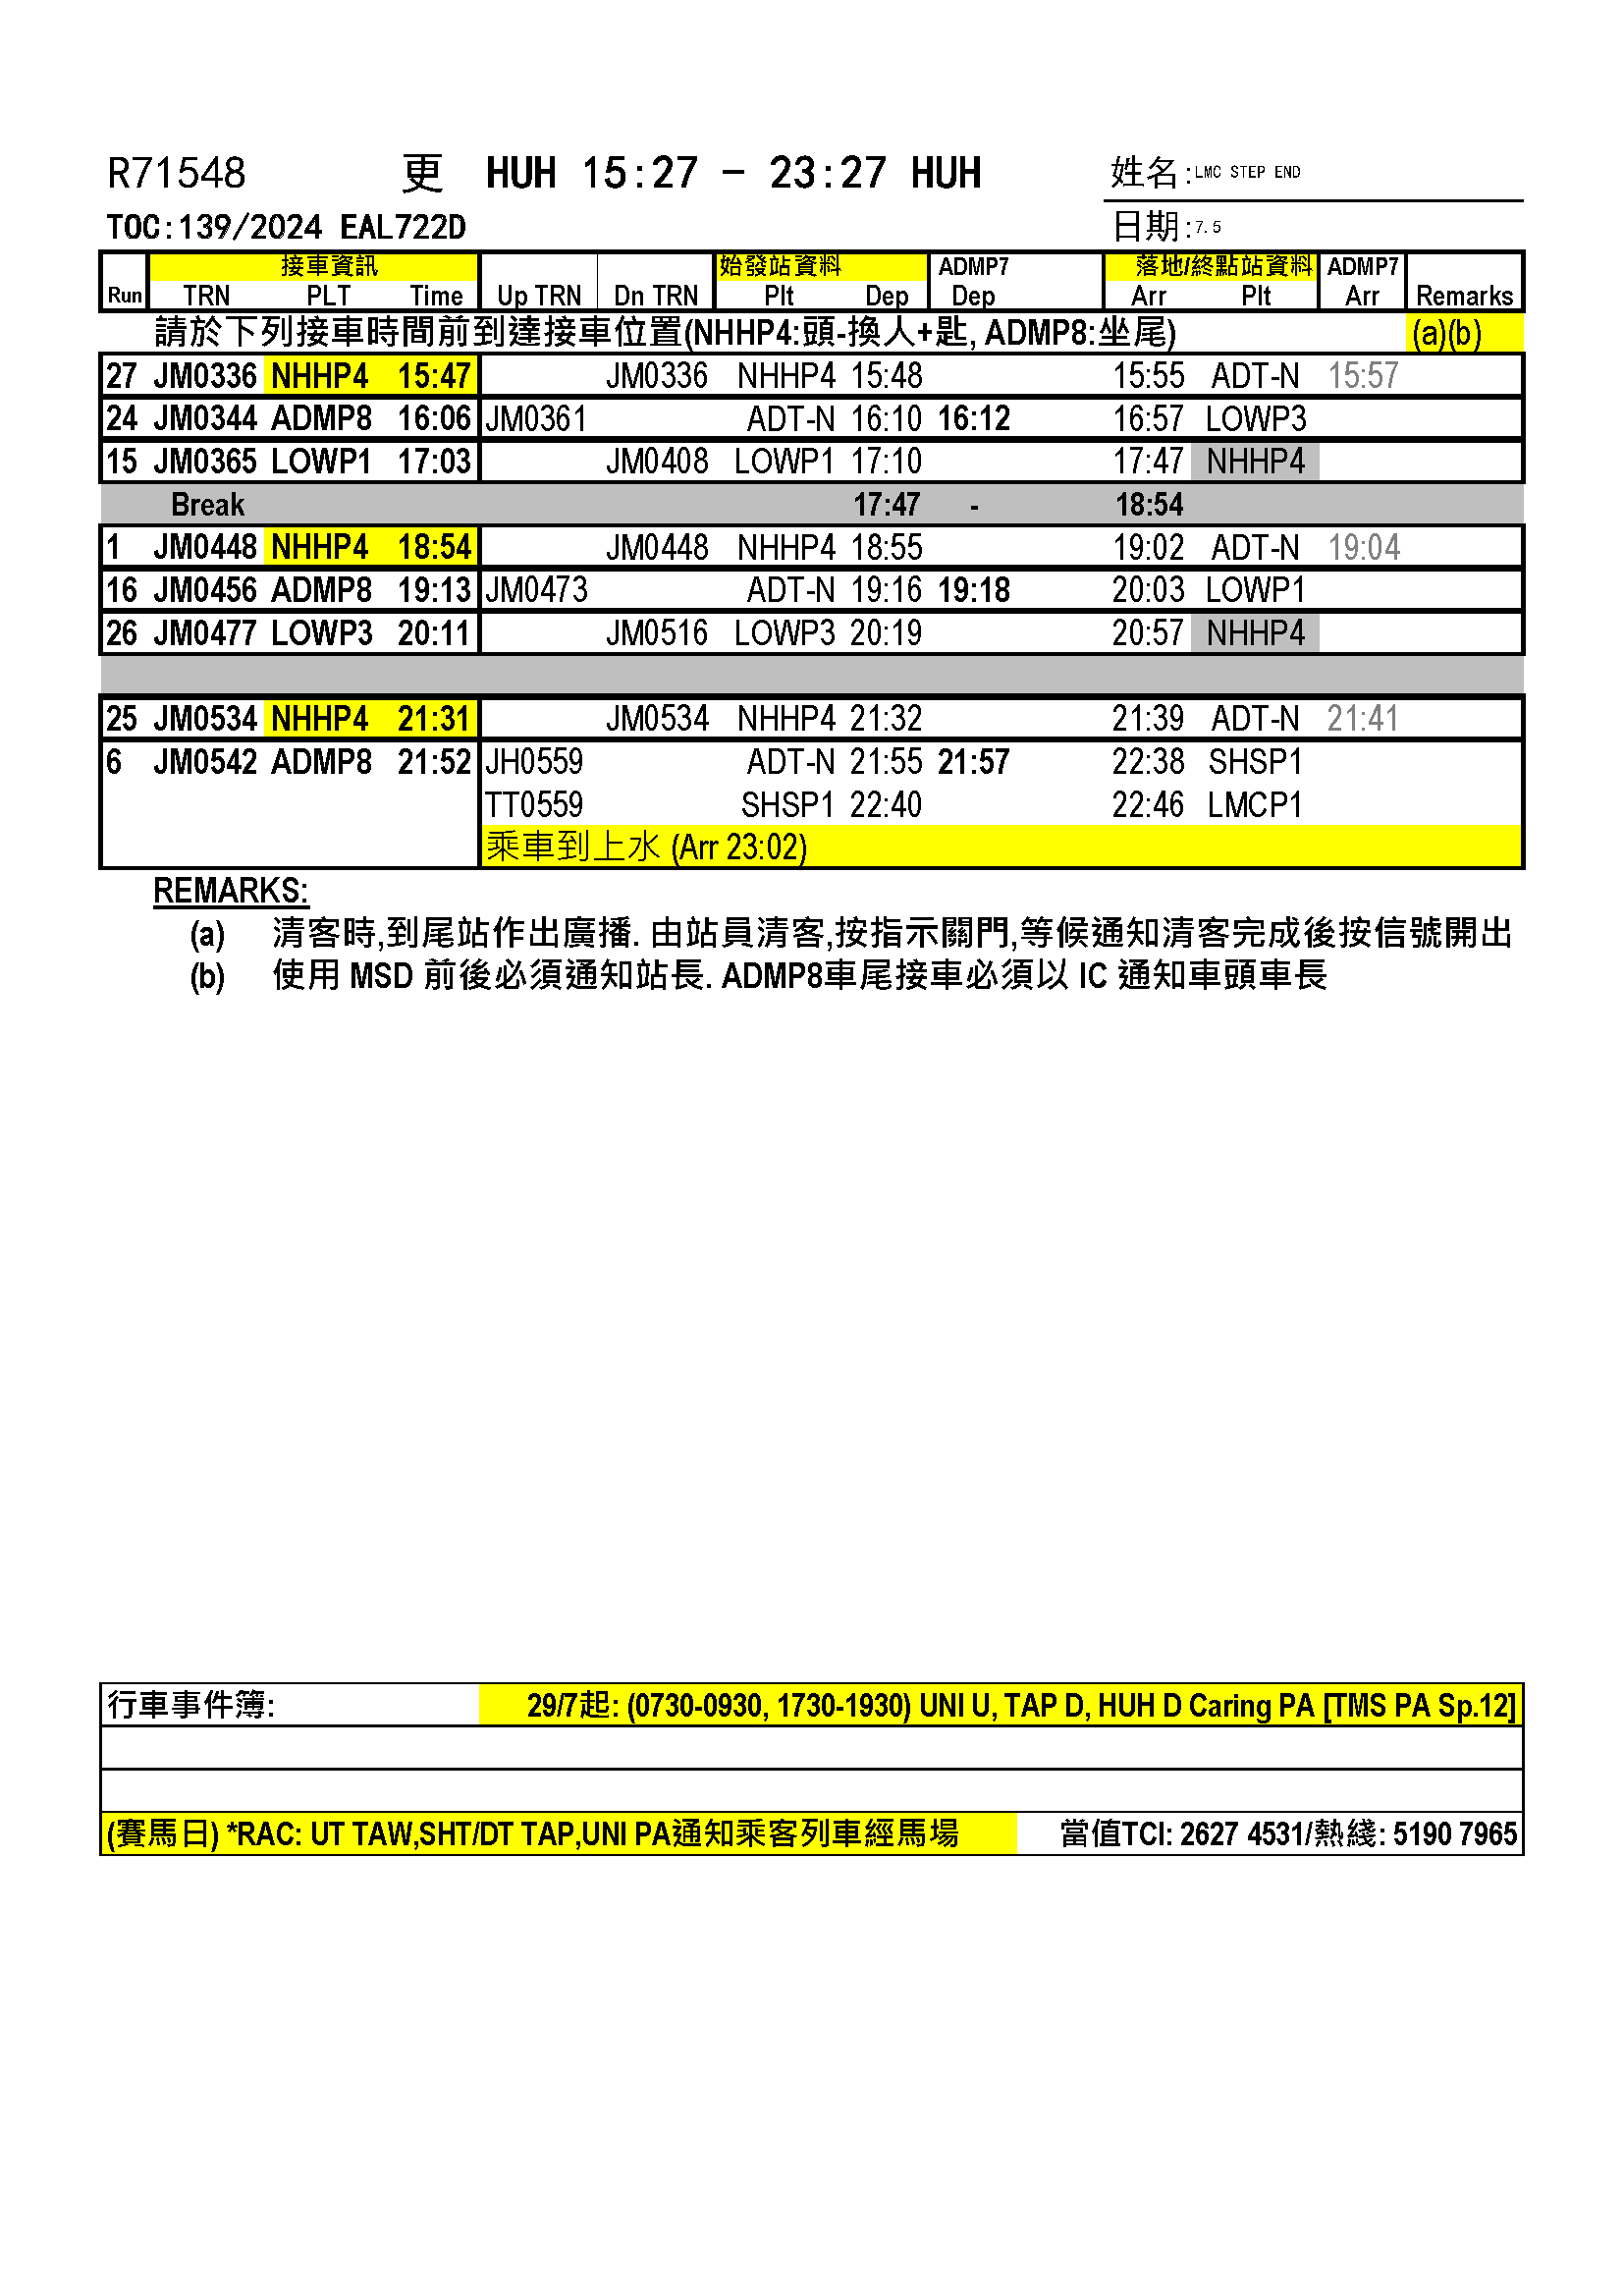 R71548 更 HUH 15:27 - 23:27 HUH 姓名:LMC STEP END
TOC:139/2024 EAL722D 日期:7.5
接車資訊 始發站資料 ADMP7 落地/終點站資料 ADMP7
Run TRN PLT Time Up TRN Dn TRN Plt Dep Dep Arr Plt Arr Remarks
請於下列接車時間前到達接車位置(NHHP4:頭-換人+匙, ADMP8:坐尾) (a)(b)
27 JM0336 NHHP4 15:47 JM0336 NHHP4 15:48 15:55 ADT-N 15:57
24 JM0344 ADMP8 16:06 JM0361 ADT-N 16:10 16:12 16:57 LOWP3
15 JM0365 LOWP1 17:03 JM0408 LOWP1 17:10 17:47 NHHP4
Break 17:47 - 18:54
1 JM0448 NHHP4 18:54 JM0448 NHHP4 18:55 19:02 ADT-N 19:04
16 JM0456 ADMP8 19:13 JM0473 ADT-N 19:16 19:18 20:03 LOWP1
26 JM0477 LOWP3 20:11 JM0516 LOWP3 20:19 20:57 NHHP4
25 JM0534 NHHP4 21:31 JM0534 NHHP4 21:32 21:39 ADT-N 21:41
6 JM0542 ADMP8 21:52 JH0559 ADT-N 21:55 21:57 22:38 SHSP1
TT0559 SHSP1 22:40 22:46 LMCP1
乘車到上水 (Arr 23:02)
REMARKS:
(a) 清客時,到尾站作出廣播. 由站員清客,按指示關門,等候通知清客完成後按信號開出
(b) 使用 MSD 前後必須通知站長. ADMP8車尾接車必須以 IC 通知車頭車長
行車事件簿: 29/7起: (0730-0930, 1730-1930) UNI U, TAP D, HUH D Caring PA [TMS PA Sp.12]
(賽馬日) *RAC: UT TAW,SHT/DT TAP,UNI PA通知乘客列車經馬場 當值TCI: 2627 4531/熱綫: 5190 7965